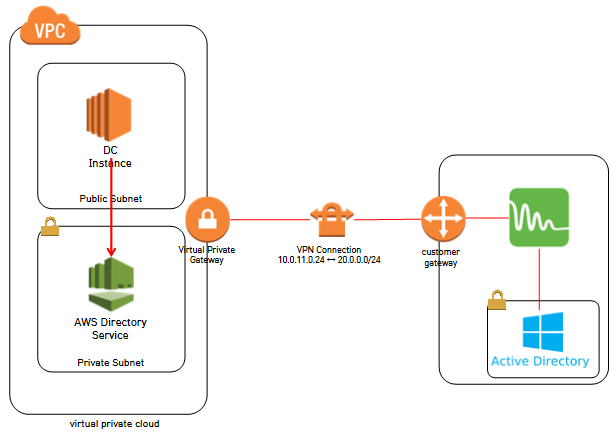 VPC
DC
Instance
Public Subnet
AWS Directory
Service
Private Subnet
virtual private cloud
Virtual Private
Gateway
VPN Connection
10.0.11.0.24 ↔ 20.0.0.0/24
customer
gateway
Active Directory